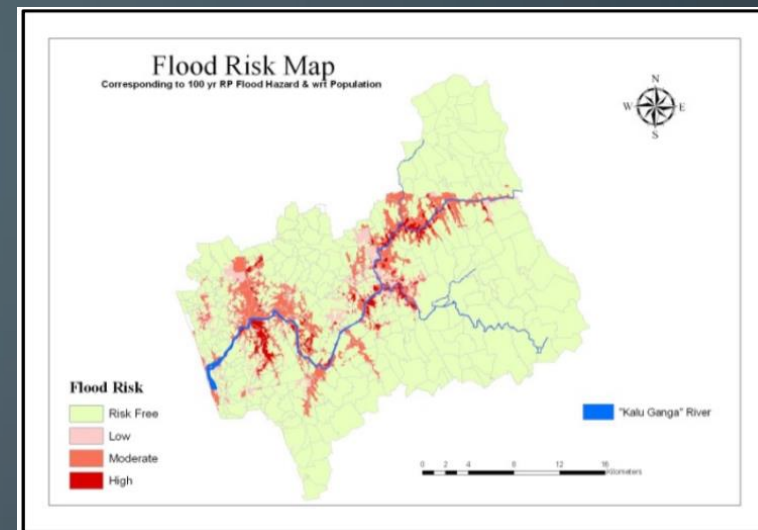 Flood Risk Map
Corresponding to 100 yr RP Flood Hazard & wrt Population
N
W E
S
Flood Risk
Risk Free
Low
Moderate
High
"Kalu Ganga" River
0 2 4 8 12 16
Kilometers